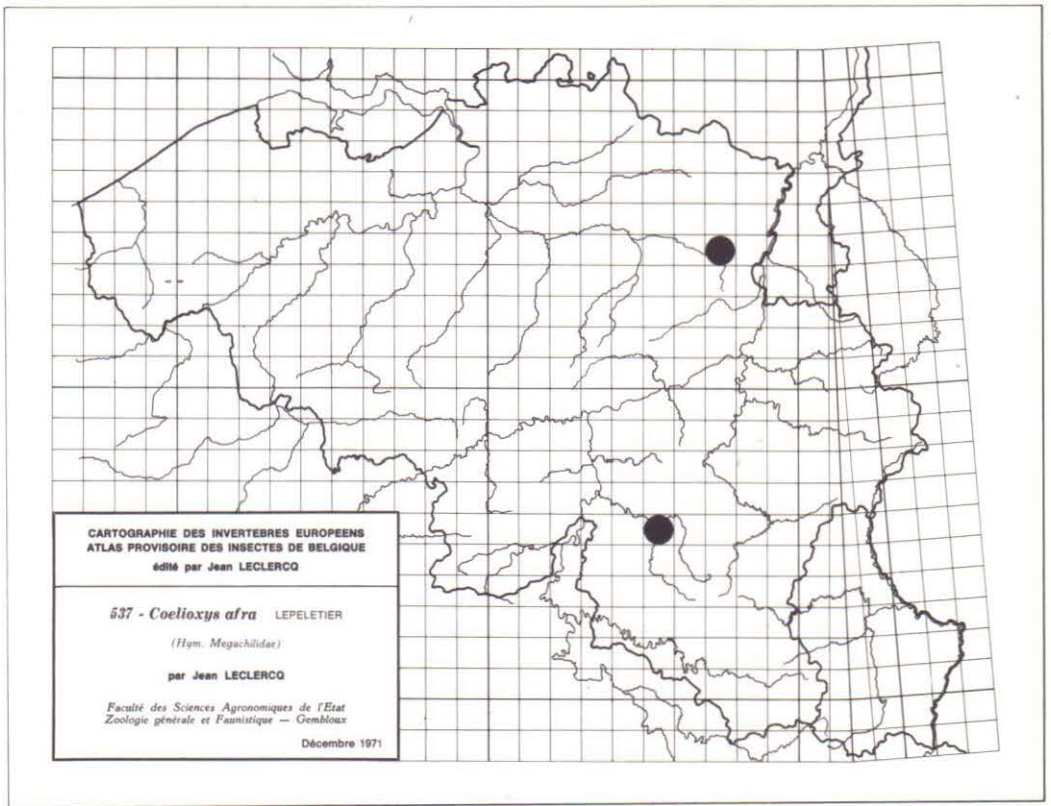 CARTOGRAPHIE DES INVERTEBRES EUROPEENS
ATLAS PROVISOIRE DES INSECTES DE BELGIQUE
édité par Jean LECLERCQ
537 - Coelioxys afra LEPELETIER
(Hym. Megachilidae)
par Jean LECLERCQ
Faculté des Sciences Agronomiques de l'Etat
Zoologie générale et Faunistique — Gembloux
Décembre 1971